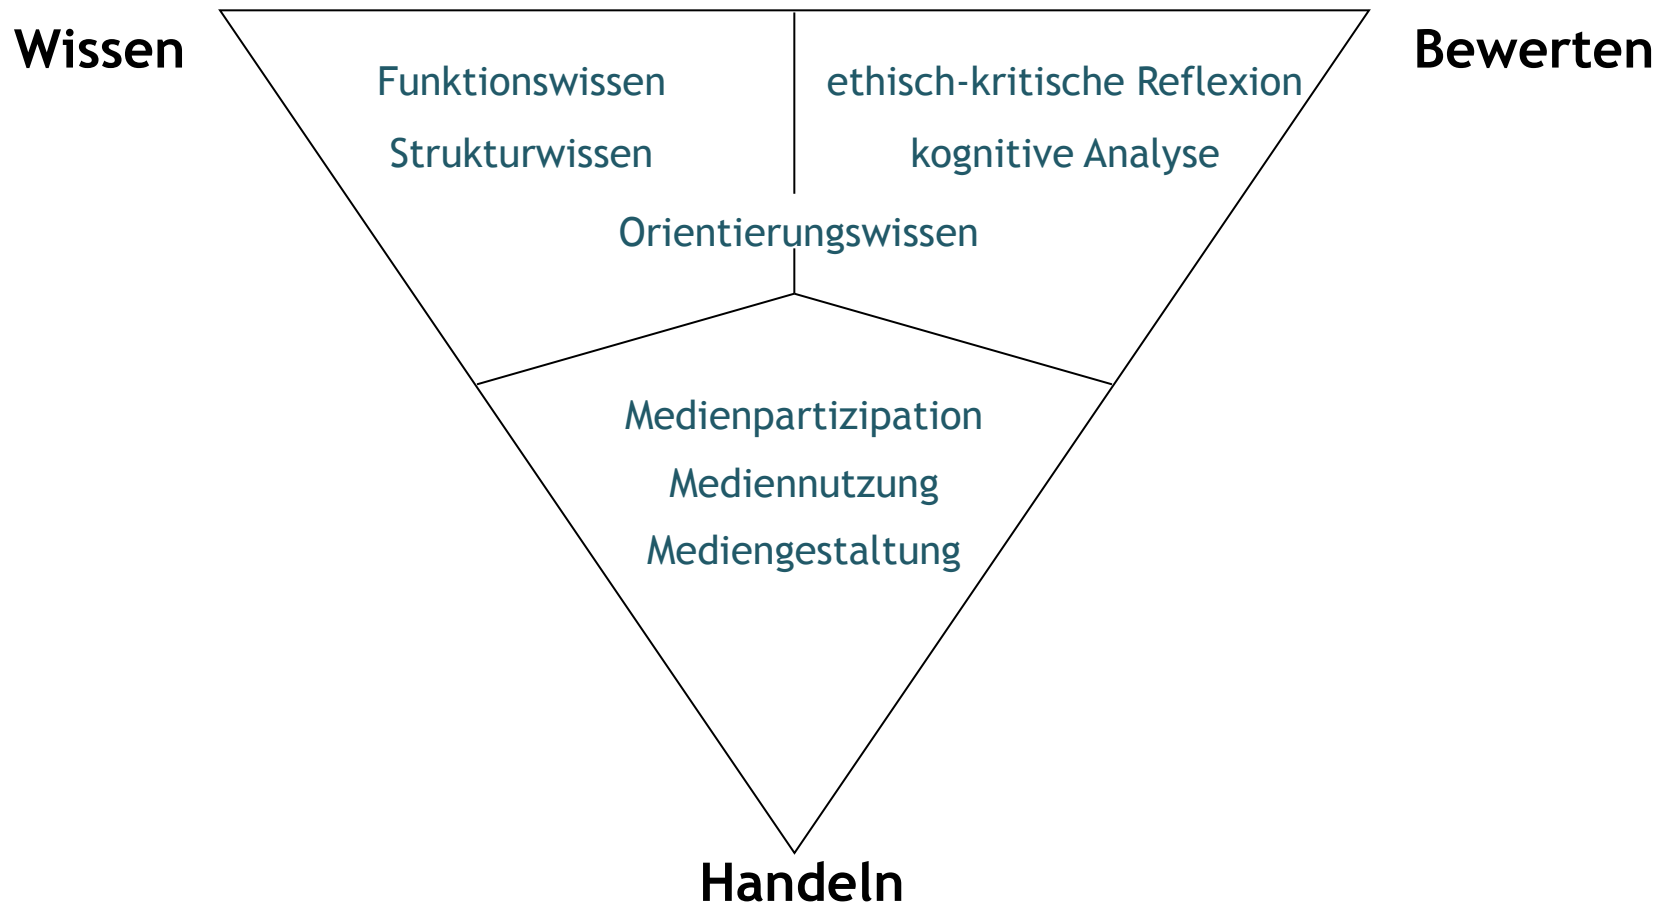 Wissen
Bewerten
Funktionswissen
ethisch-kritische Reflexion
Strukturwissen
kognitive Analyse
Orientierungswissen
Medienpartizipation
Mediennutzung
Mediengestaltung
Handeln